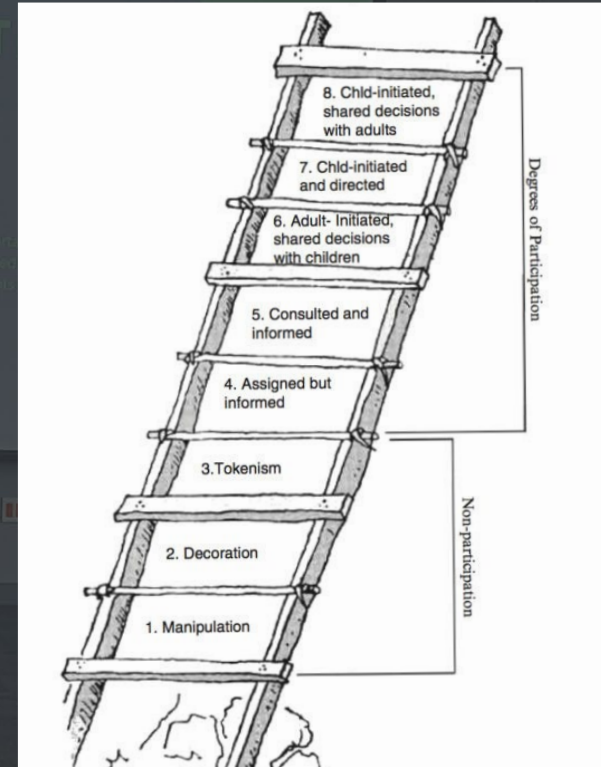 8. Chld-initiated,
shared decisions
with adults
7. Chld-initiated
and directed
6. Adult- Initiated,
shared decisions
with children
5. Consulted and
informed
4. Assigned but
informed
3.Tokenism
2. Decoration
1. Manipulation
Degrees of Participation
Non-participation